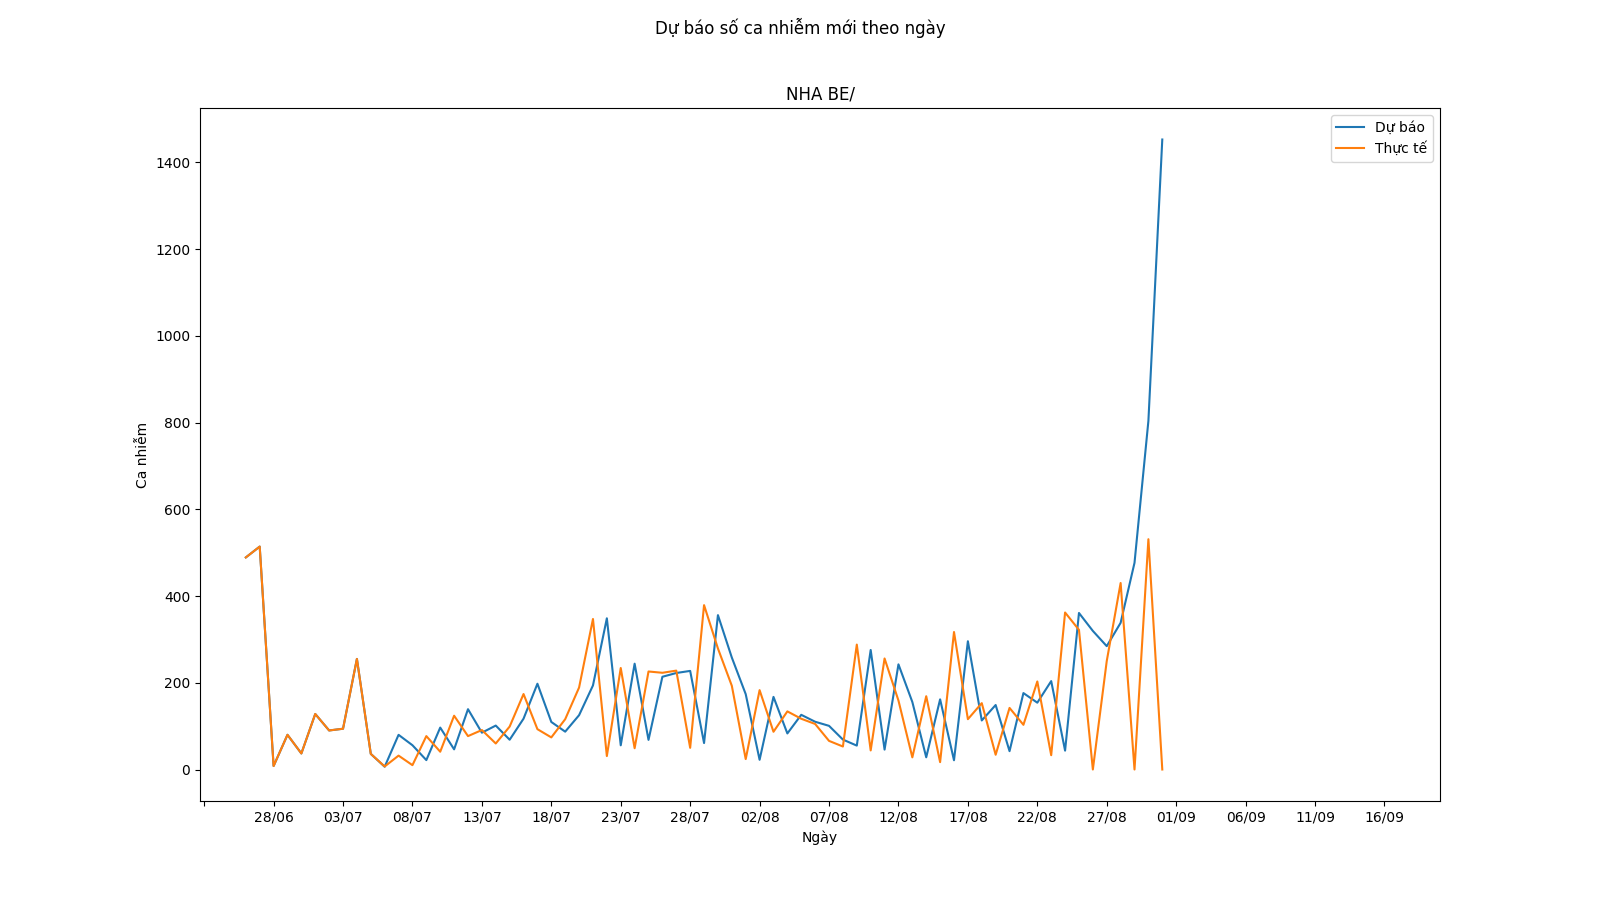 Dự báo số ca nhiễm mới theo ngày
NHA BE/
Dự báo
Thực tế
1400
1200
1000
800
600
400
200
0
Ca nhiễm
28/06 03/07 08/07 13/07 18/07 23/07 28/07 02/08 07/08 12/08 17/08 22/08 27/08 01/09 06/09 11/09 16/09
Ngày